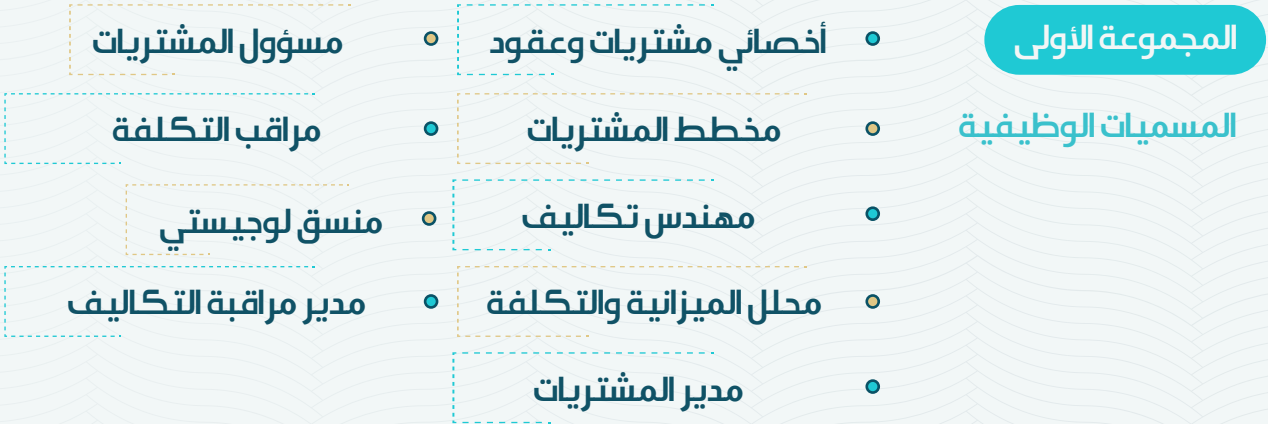 المجموعة الأولى
المسميات الوظيفية
أخصائي مشتريات وعقود
مخطط المشتريات
مهندس تكاليف
محلل الميزانية والتكلفة
مدير المشتريات
مسؤول المشتريات
مراقب التكلفة
منسق لوجيستي
مدير مراقبة التكاليف